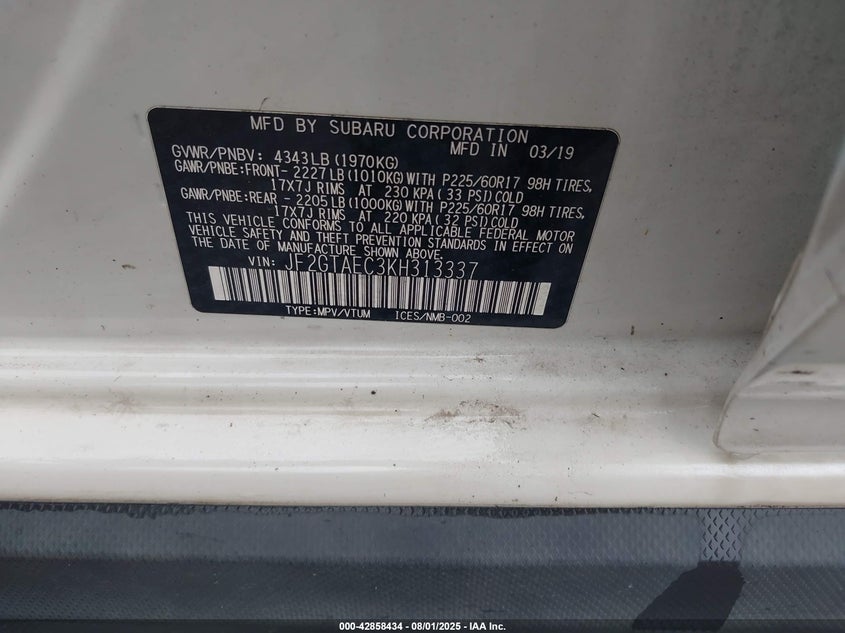 MFD BY SUBARU CORPORATION
GVWR/PNBV: 4343LB (1970KG) MFD IN 03/19
GAWR/PNBE:FRONT- 2227LB(1010KG)WITH P225/60R17 98H TIRES,
17X7J RIMS AT 230 KPA( 33 PSI)COLD
GAWR/PNBE:REAR - 2205LB(1000KG)WITH P225/60R17 98H TIRES,
17X7J RIMS AT 220 KPA( 32 PSI)COLD
THIS VEHICLE CONFORMS TO ALL APPLICABLE FEDERAL MOTOR
VEHICLE SAFETY AND THEFT PREVENTION STANDARDS IN EFFECT ON
THE DATE OF MANUFACTURE SHOWN ABOVE.
VIN: JF2GTAEC3KH313337
TYPE:MPV/VTUM ICES/NMB-002
000-42858434 - 08/01/2025 - IAA Inc.